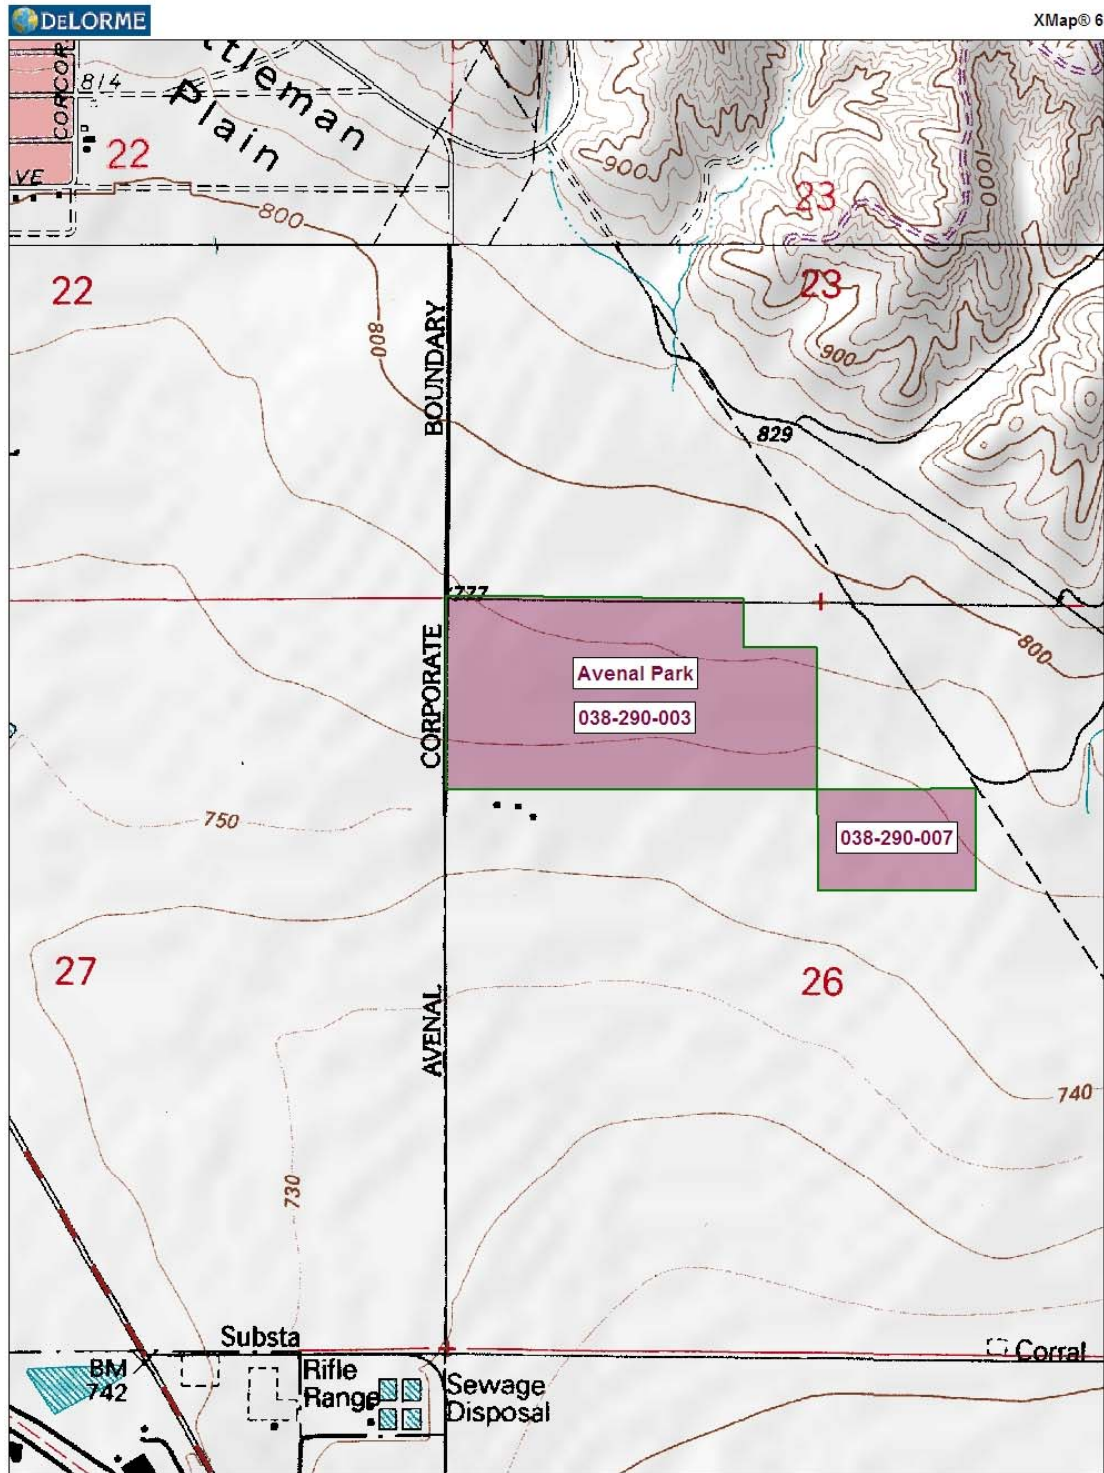 DELORME
XMap® 6
CORCOR
814
ttleman
Plain
22
VE
800
900
23
1000
22
23
800
BOUNDARY
900
829
777
CORPORATE
Avenal Park
038-290-003
800
750
038-290-007
27
26
AVENAL
740
730
Substa
Corral
BM
742
Rifle
Range
Sewage
Disposal